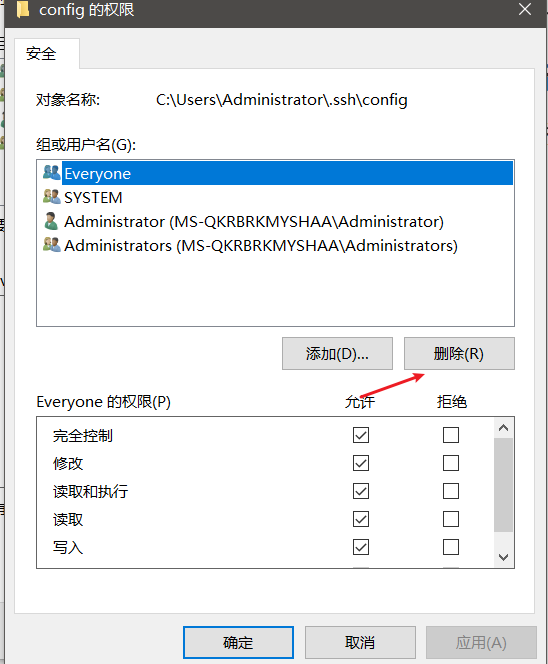 config 的权限
安全
对象名称: C:\Users\Administrator\.ssh\config
组或用户名(G):
Everyone
SYSTEM
Administrator (MS-QKRBRKMYSHAA\Administrator)
Administrators (MS-QKRBRKMYSHAA\Administrators)
添加(D)... 删除(R)
Everyone 的权限(P) 允许 拒绝
完全控制
修改
读取和执行
读取
写入
确定 取消 应用(A)